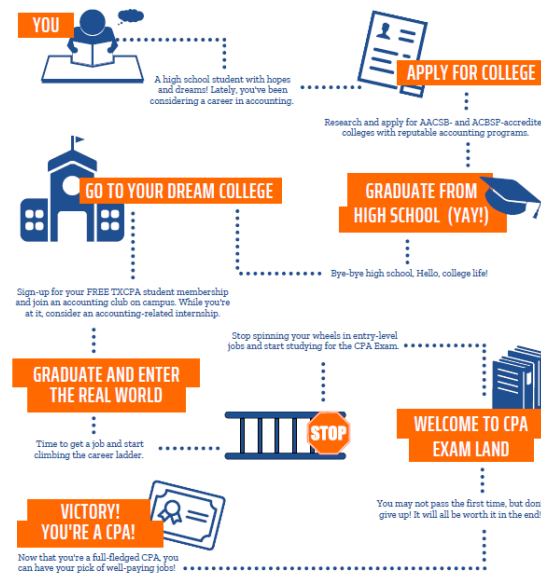 YOU
A high school student with hopes
and dreams! Lately, you've been
considering a career in accounting.
APPLY FOR COLLEGE
Research and apply for AACSB- and ACBSP-accredite
colleges with reputable accounting programs.
GRADUATE FROM
HIGH SCHOOL (YAY!)
Bye-bye high school, Hello, college life!
GO TO YOUR DREAM COLLEGE
Sign-up for your FREE TXCPA student membership
and join an accounting club on campus. While you're
at it, consider an accounting-related internship.
GRADUATE AND ENTER
THE REAL WORLD
Time to get a job and start
climbing the career ladder.
STOP
Stop spinning your wheels in entry-level
jobs and start studying for the CPA Exam.
WELCOME TO CPA
EXAM LAND
You may not pass the first time, but don
give up! It will all be worth it in the end!
VICTORY!
YOU'RE A CPA!
Now that you're a full-fledged CPA, you
can have your pick of well-paying jobs!